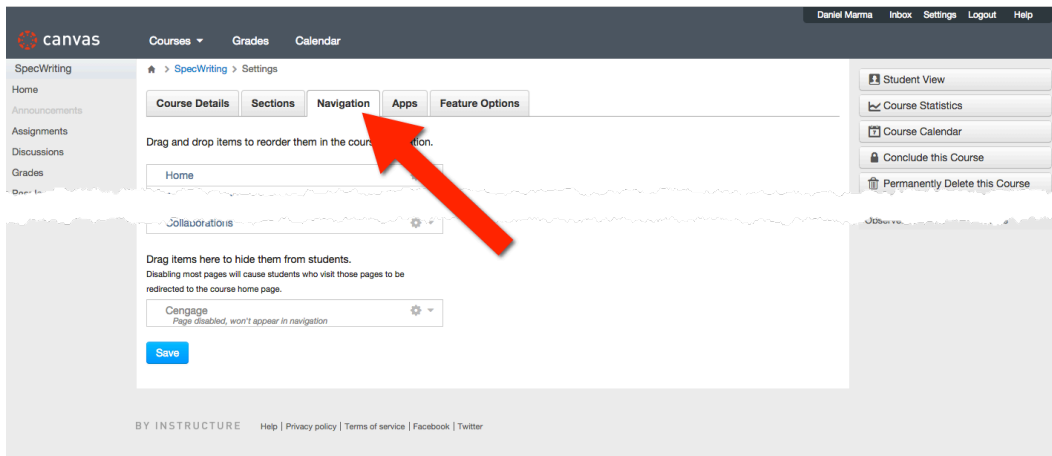 Daniel Marma Inbox Settings Logout Help
canvas Courses Grades Calendar
SpecWriting
Home
Announcements
Assignments
Discussions
Grades
> SpecWriting > Settings
Course Details Sections Navigation Apps Feature Options
Drag and drop items to reorder them in the course
Home
Collaborations
Drag items here to hide them from students.
Disabling most pages will cause students who visit those pages to be
redirected to the course home page.
Cengage
Page disabled, won't appear in navigation
Save
Student View
Course Statistics
Course Calendar
Conclude this Course
Permanently Delete this Course
BY INSTRUCTURE Help | Privacy policy | Terms of service | Facebook | Twitter